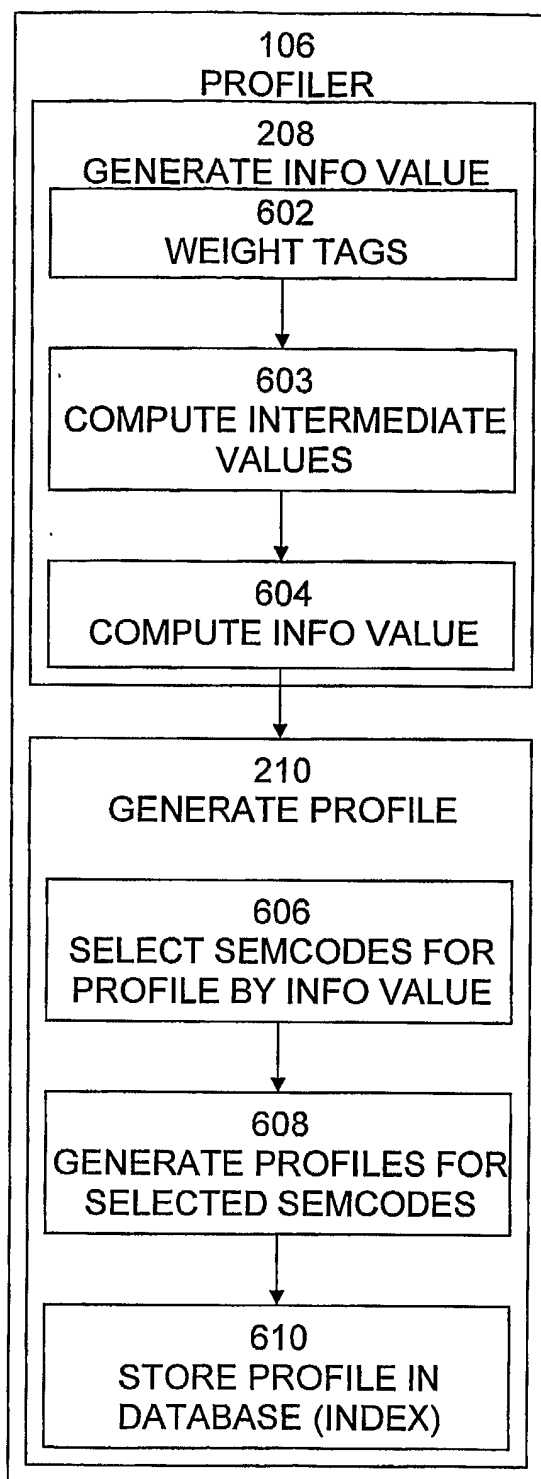 106
PROFILER
208
GENERATE INFO VALUE
602
WEIGHT TAGS
603
COMPUTE INTERMEDIATE
VALUES
604
COMPUTE INFO VALUE
210
GENERATE PROFILE
606
SELECT SEMCODES FOR
PROFILE BY INFO VALUE
608
GENERATE PROFILES FOR
SELECTED SEMCODES
610
STORE PROFILE IN
DATABASE (INDEX)